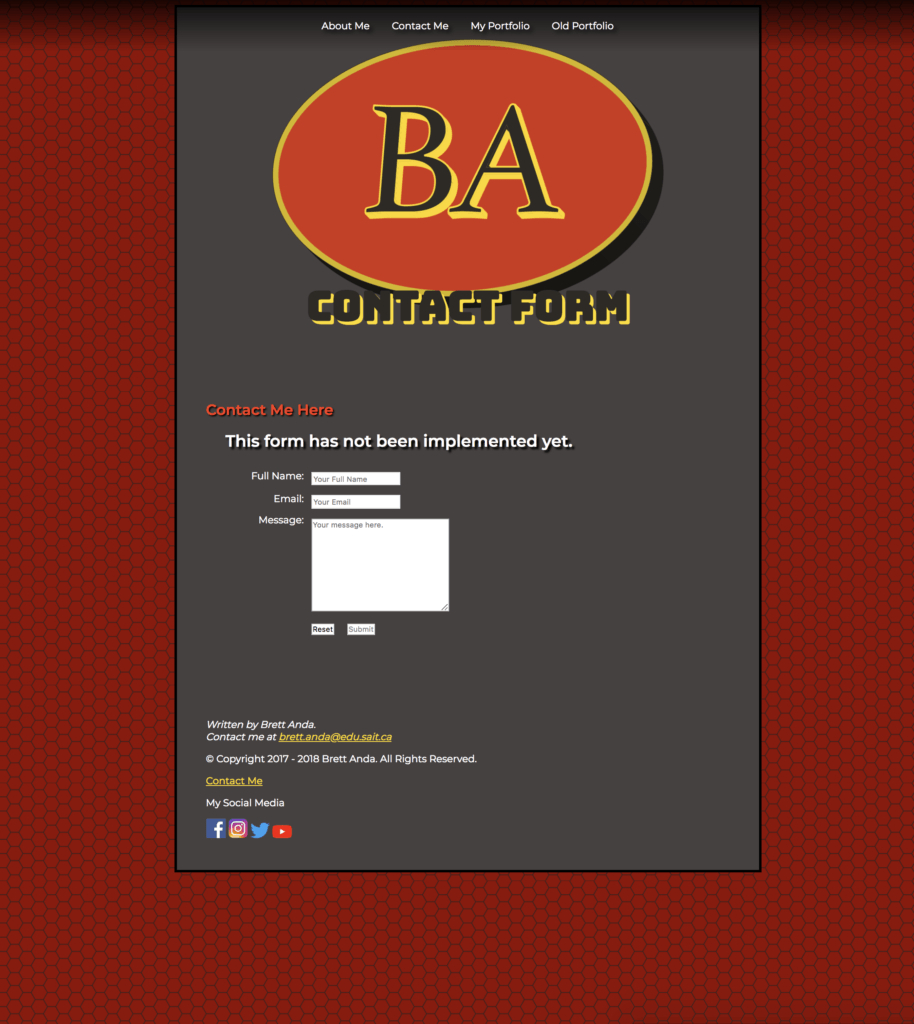 About Me Contact Me My Portfolio Old Portfolio
BA
CONTACT FORM
Contact Me Here
This form has not been implemented yet.
Full Name: Your Full Name
Email: Your Email
Message: Your message here.
Reset Submit
Written by Brett Anda.
Contact me at brett.anda@edu.sait.ca
© Copyright 2017 - 2018 Brett Anda. All Rights Reserved.
Contact Me
My Social Media